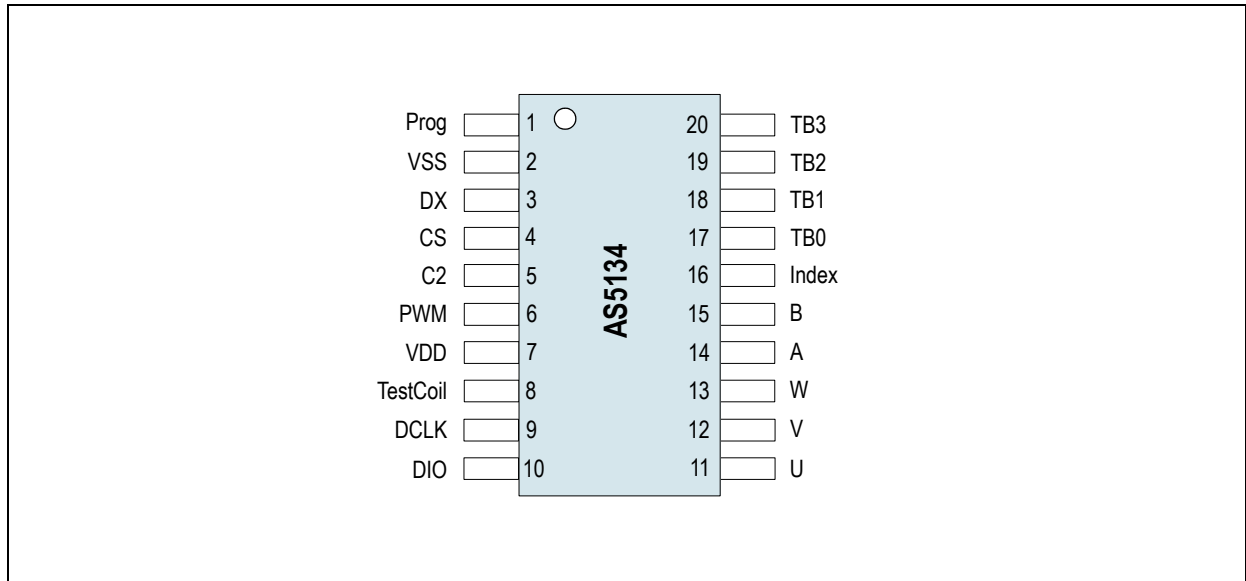 Prog 1 20 TB3
VSS 2 19 TB2
DX 3 18 TB1
CS 4 17 TB0
C2 5 16 Index
PWM 6 15 B
VDD 7 14 A
TestCoil 8 13 W
DCLK 9 12 V
DIO 10 11 U
AS5134